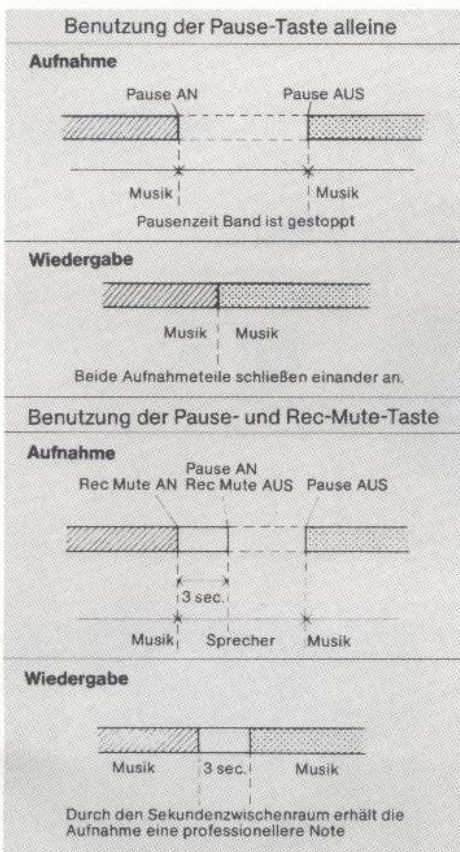 Benutzung der Pause-Taste alleine
Aufnahme
Pause AN Pause AUS
Musik Musik
Pausenzeit Band ist gestoppt
Wiedergabe
Musik Musik
Beide Aufnahmeteile schließen einander an.
Benutzung der Pause- und Rec-Mute-Taste
Aufnahme
Pause AN
Rec Mute AN Rec Mute AUS Pause AUS
3 sec.
Musik Sprecher Musik
Wiedergabe
Musik 3 sec. Musik
Durch den Sekundenzwischenraum erhält die
Aufnahme eine professionellere Note